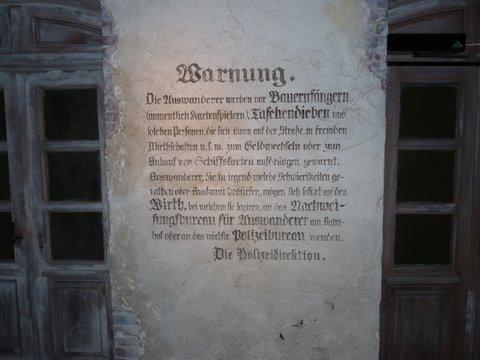 Warnung.
Die Auswanderer werden vor Bauernfängern
(namentlich Kartenspielern), Taschendieben und
solchen Personen, die sich ihnen auf der Straße, in fremden
Wirthschaften u. s. w. zum Geldwechseln oder zum
Ankauf von Schiffskarten aufdrängen, gewarnt.
Auswanderer, die in irgend welche Schwierigkeiten ge-
rathen oder Auskunft bedürfen, mögen sich sofort an den
Wirth, bei welchem sie logiren, an das Nachwei-
sungsbureau für Auswanderer am Bahn-
hof oder an das nächste Polizeibureau wenden.
Die Polizeidirektion.